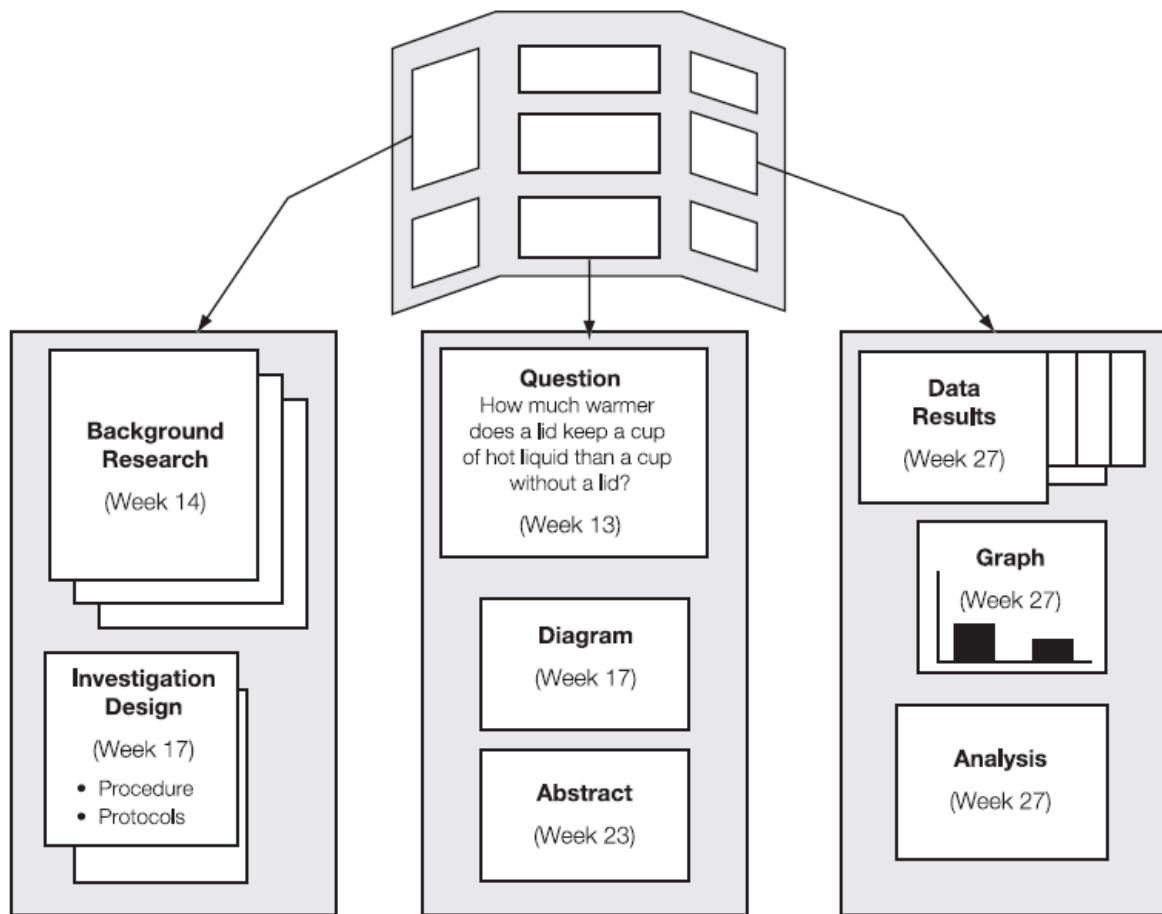 Background
Research
(Week 14)
Investigation
Design
(Week 17)
• Procedure
• Protocols
Question
How much warmer
does a lid keep a cup
of hot liquid than a cup
without a lid?
(Week 13)
Diagram
(Week 17)
Abstract
(Week 23)
Data
Results
(Week 27)
Graph
(Week 27)
Analysis
(Week 27)